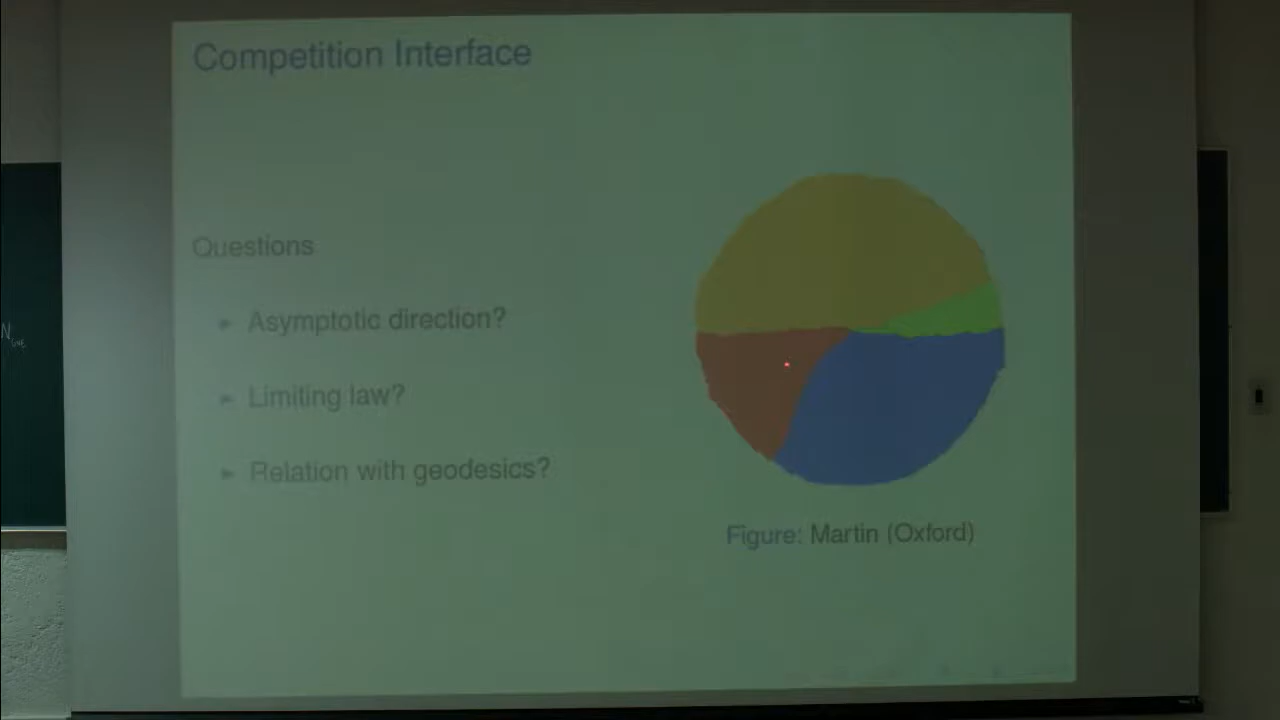 Competition Interface
Questions
Asymptotic direction?
Limiting law?
Relation with geodesics?
Figure: Martin (Oxford)